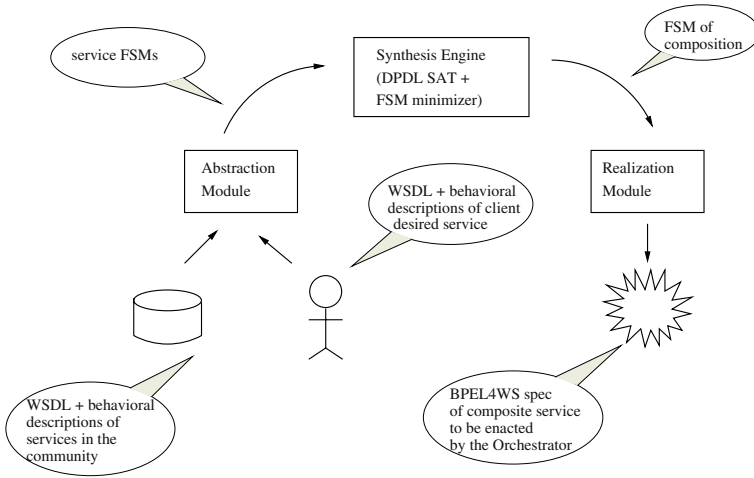 service FSMs
Synthesis Engine
(DPDL SAT +
FSM minimizer)
FSM of
composition
Abstraction
Module
WSDL + behavioral
descriptions of client
desired service
Realization
Module
WSDL + behavioral
descriptions of
services in the
community
BPEL4WS spec
of composite service
to be enacted
by the Orchestrator